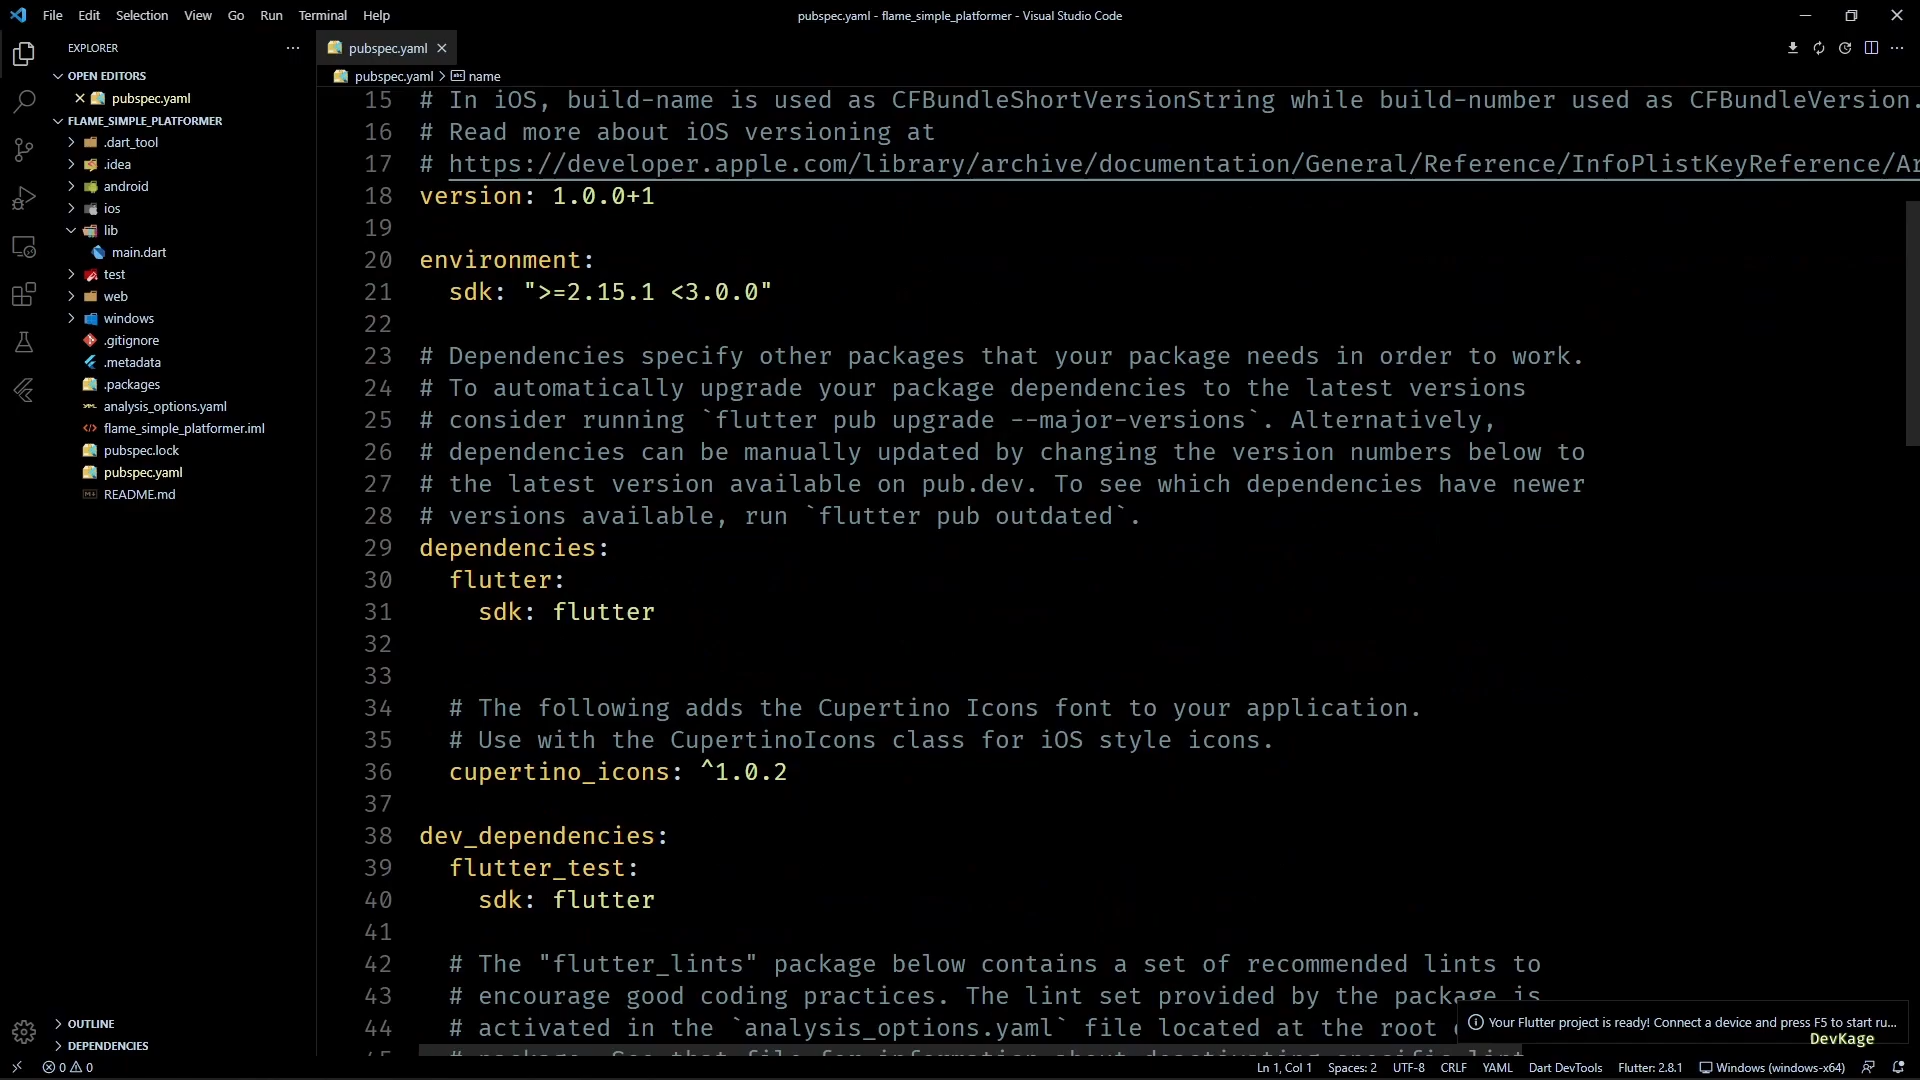 File Edit Selection View Go Run Terminal Help
pubspec.yaml - flame_simple_platformer - Visual Studio Code
EXPLORER
OPEN EDITORS
pubspec.yaml
FLAME_SIMPLE_PLATFORMER
.dart_tool
.idea
android
ios
lib
main.dart
test
web
windows
.gitignore
.metadata
.packages
analysis_options.yaml
flame_simple_platformer.iml
pubspec.lock
pubspec.yaml
README.md
OUTLINE
DEPENDENCIES
pubspec.yaml
pubspec.yaml > name
15 # In iOS, build-name is used as CFBundleShortVersionString while build-number used as CFBundleVersion.
16 # Read more about iOS versioning at
17 # https://developer.apple.com/library/archive/documentation/General/Reference/InfoPlistKeyReference/Ar
18 version: 1.0.0+1
19
20 environment:
21 sdk: ">=2.15.1 <3.0.0"
22
23 # Dependencies specify other packages that your package needs in order to work.
24 # To automatically upgrade your package dependencies to the latest versions
25 # consider running `flutter pub upgrade --major-versions`. Alternatively,
26 # dependencies can be manually updated by changing the version numbers below to
27 # the latest version available on pub.dev. To see which dependencies have newer
28 # versions available, run `flutter pub outdated`.
29 dependencies:
30 flutter:
31 sdk: flutter
32
33
34 # The following adds the Cupertino Icons font to your application.
35 # Use with the CupertinoIcons class for iOS style icons.
36 cupertino_icons: ^1.0.2
37
38 dev_dependencies:
39 flutter_test:
40 sdk: flutter
41
42 # The "flutter_lints" package below contains a set of recommended lints to
43 # encourage good coding practices. The lint set provided by the package is
44 # activated in the `analysis_options.yaml` file located at the root
45 # package. See that file for information about deactivating specific lint
Your Flutter project is ready! Connect a device and press F5 to start ru...
DevKage
0 0
Ln 1, Col 1 Spaces: 2 UTF-8 CRLF YAML Dart DevTools Flutter: 2.8.1 Windows (windows-x64)